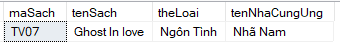 maSach tenSach theLoai tenNhaCungUng
TV07 Ghost In love Ngôn Tình Nhã Nam